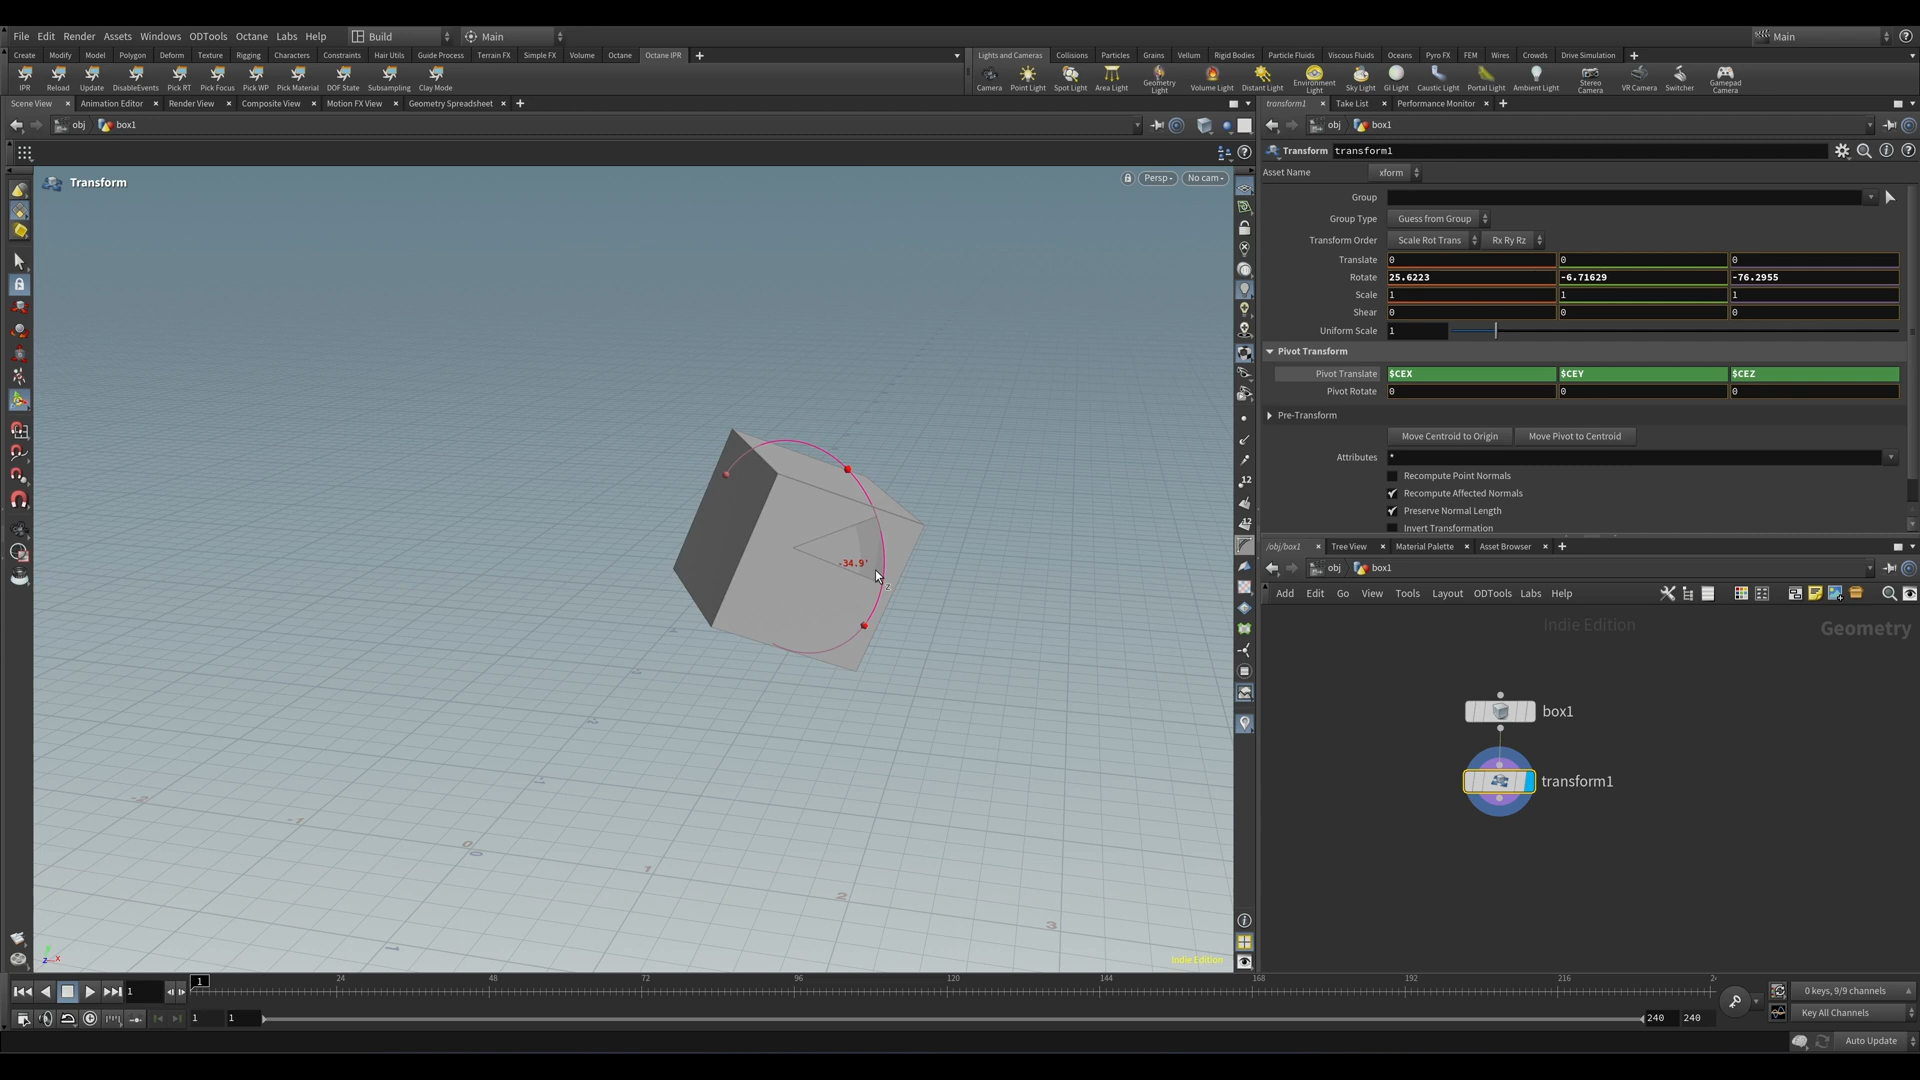 File Edit Render Assets Windows ODTools Octane Labs Help Build Main Main
Create Modify Model Polygon Deform Texture Rigging Characters Constraints Hair Utils Guide Process Terrain FX Simple FX Volume Octane Octane IPR
Lights and Cameras Collisions Particles Grains Vellum Rigid Bodies Particle Fluids Viscous Fluids Oceans Pyro FX FEM Wires Crowds Drive Simulation
IPR Reload Update DisableEvents Pick RT Pick Focus Pick WP Pick Material DOF State Subsampling Clay Mode
Camera Point Light Spot Light Area Light Geometry Light Volume Light Distant Light Environment Light Sky Light GI Light Caustic Light Portal Light Ambient Light Stereo Camera VR Camera Switcher Gamepad Camera
Scene View Animation Editor Render View Composite View Motion FX View Geometry Spreadsheet
transform1 Take List Performance Monitor
obj box1
obj box1
Transform transform1
Asset Name xform
Transform
Persp No cam
Group
Group Type Guess from Group
Transform Order Scale Rot Trans Rx Ry Rz
Translate 0 0 0
Rotate 25.6223 -6.71629 -76.2955
Scale 1 1 1
Shear 0 0 0
Uniform Scale 1
Pivot Transform
Pivot Translate $CEX $CEY $CEZ
Pivot Rotate 0 0 0
Pre-Transform
Move Centroid to Origin Move Pivot to Centroid
Attributes *
Recompute Point Normals
Recompute Affected Normals
Preserve Normal Length
Invert Transformation
-34.9°
z
12
12
/obj/box1 Tree View Material Palette Asset Browser
obj box1
Add Edit Go View Tools Layout ODTools Labs Help
Indie Edition
Geometry
box1
transform1
-2
-1
0
0
1
2
3
y
z x
Indie Edition
1 1 24 48 72 96 120 144 168 192 216
0 keys, 9/9 channels
1 1 240 240
Key All Channels
Auto Update